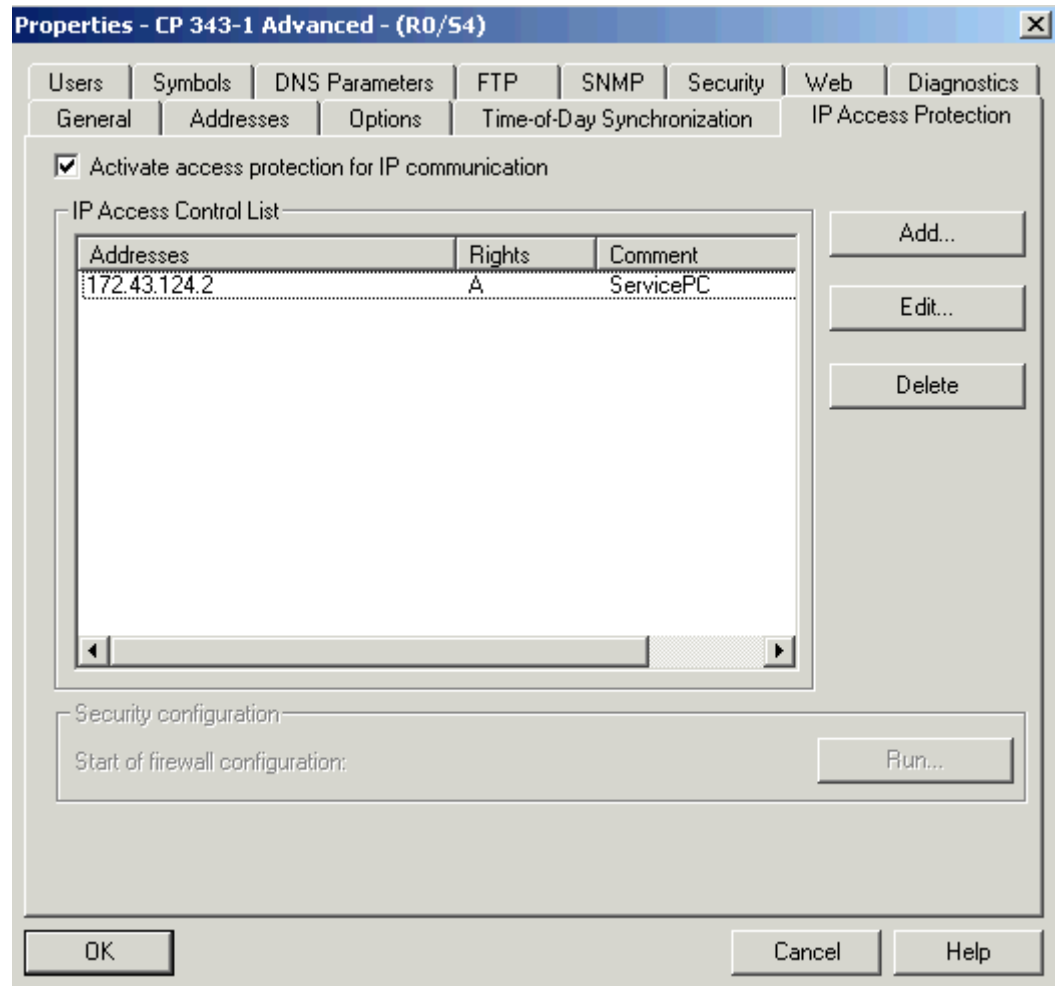 Properties - CP 343-1 Advanced - (R0/S4)
Users Symbols DNS Parameters FTP SNMP Security Web Diagnostics
General Addresses Options Time-of-Day Synchronization IP Access Protection
Activate access protection for IP communication
IP Access Control List
Add...
Addresses Rights Comment
172.43.124.2 A ServicePC
Edit...
Delete
Security configuration
Start of firewall configuration: Run...
OK Cancel Help